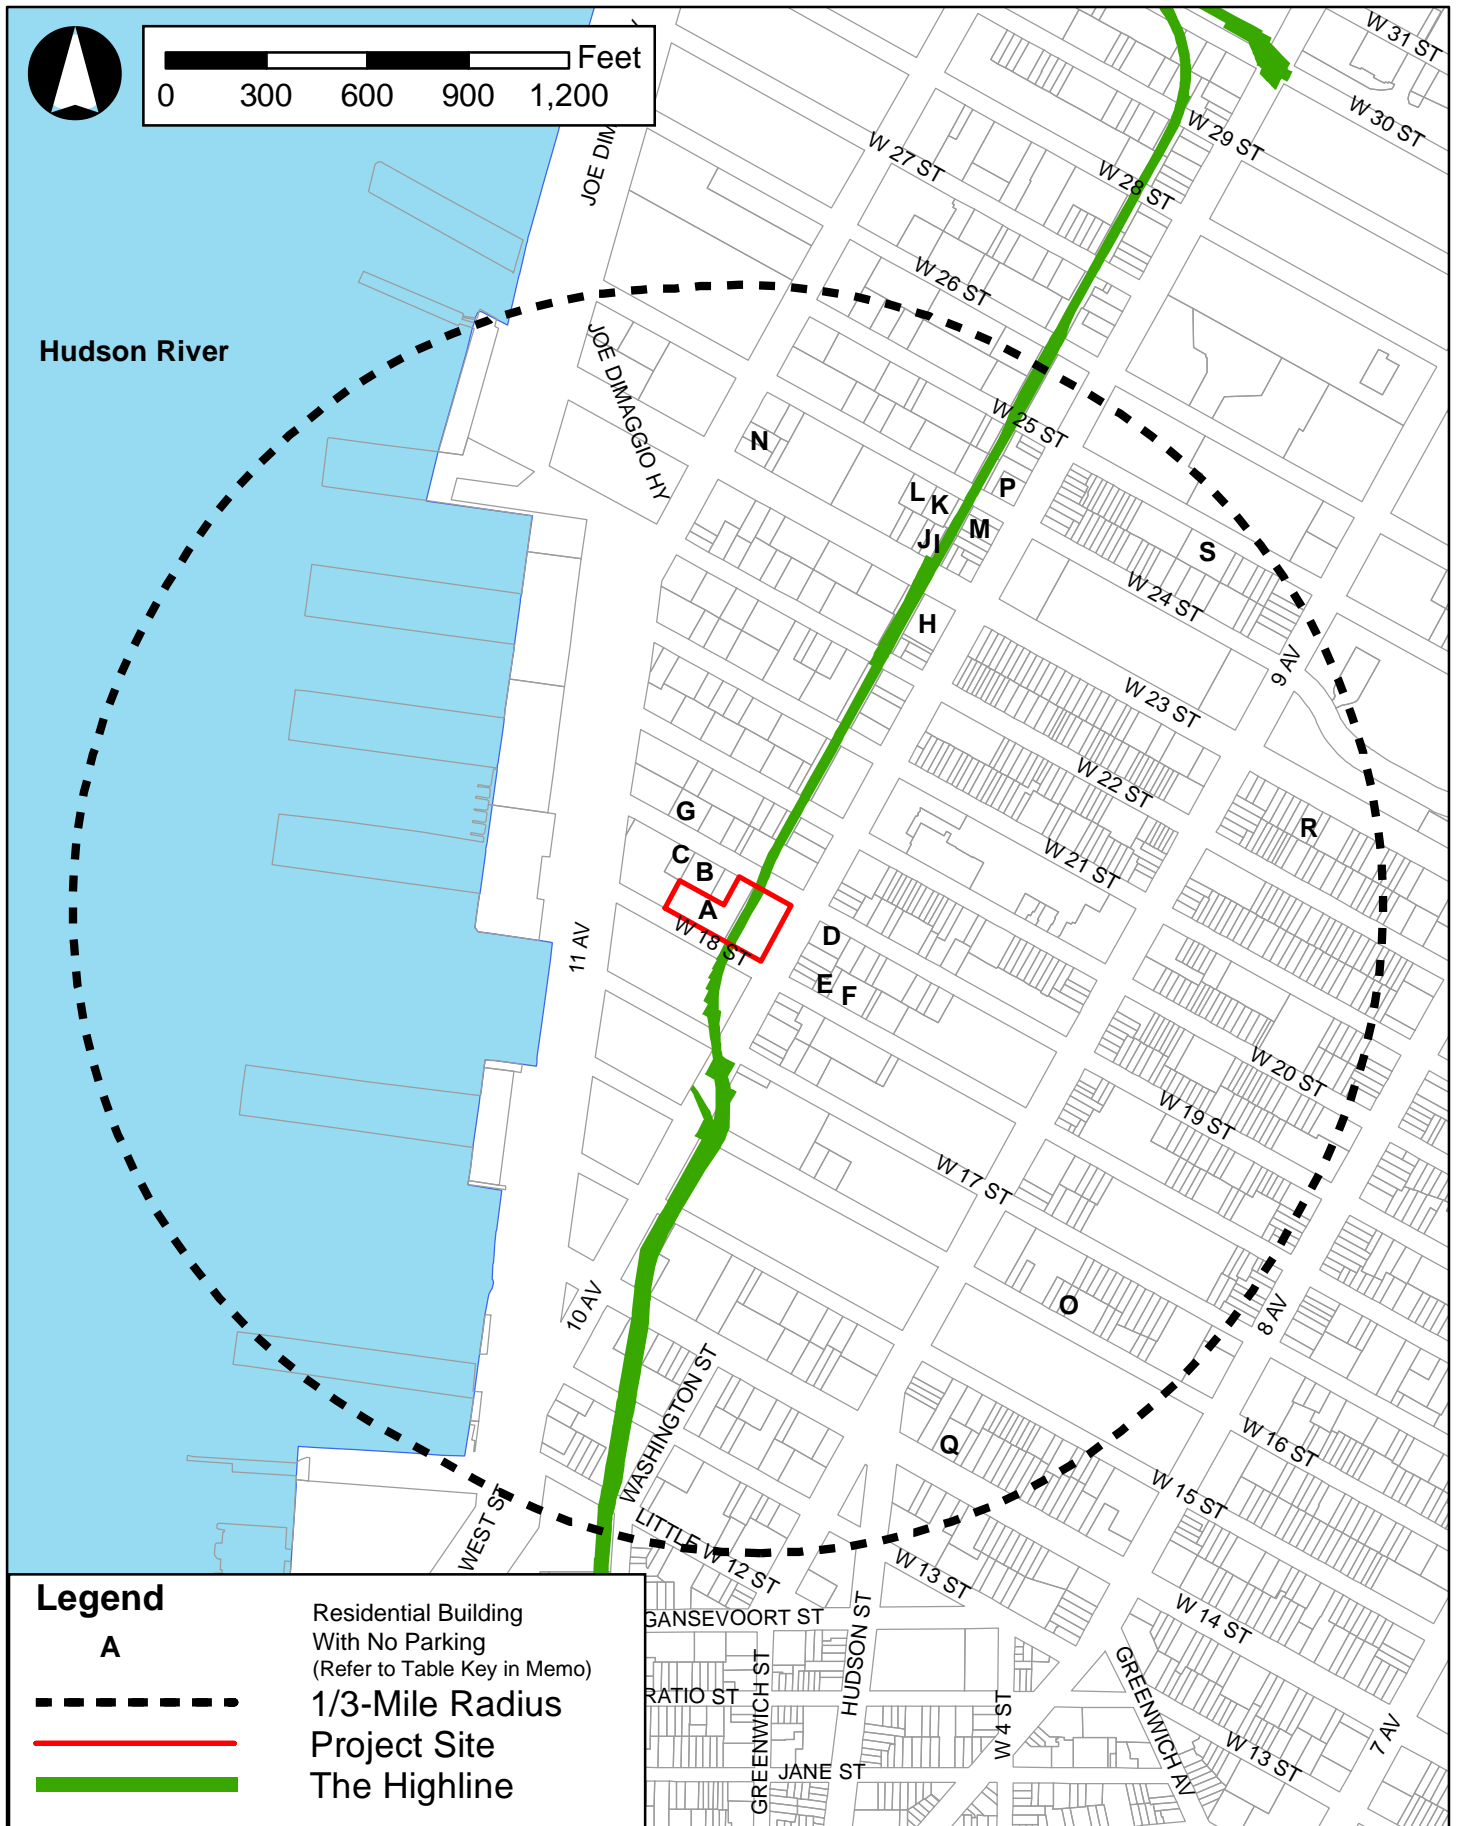 Feet
0 300 600 900 1,200
W 31 ST
W 30 ST
W 29 ST
W 27 ST
W 28 ST
W 26 ST
JOE DIM
Hudson River
JOE DIMAGGIO HY
W 25 ST
N
L
K
P
M
J
I
S
W 24 ST
H
9 AV
W 23 ST
W 22 ST
G
R
W 21 ST
C
B
A
W 18 ST
11 AV
D
E
F
W 20 ST
W 19 ST
W 17 ST
10 AV
O
8 AV
WASHINGTON ST
Q
W 16 ST
W 15 ST
WEST ST
LITTLE W 12 ST
W 13 ST
W 14 ST
GANSEVOORT ST
HUDSON ST
GREENWICH ST
RATIO ST
W 4 ST
GREENWICH AV
W 13 ST
7 AV
JANE ST
Legend
A
Residential Building
With No Parking
(Refer to Table Key in Memo)
1/3-Mile Radius
Project Site
The Highline